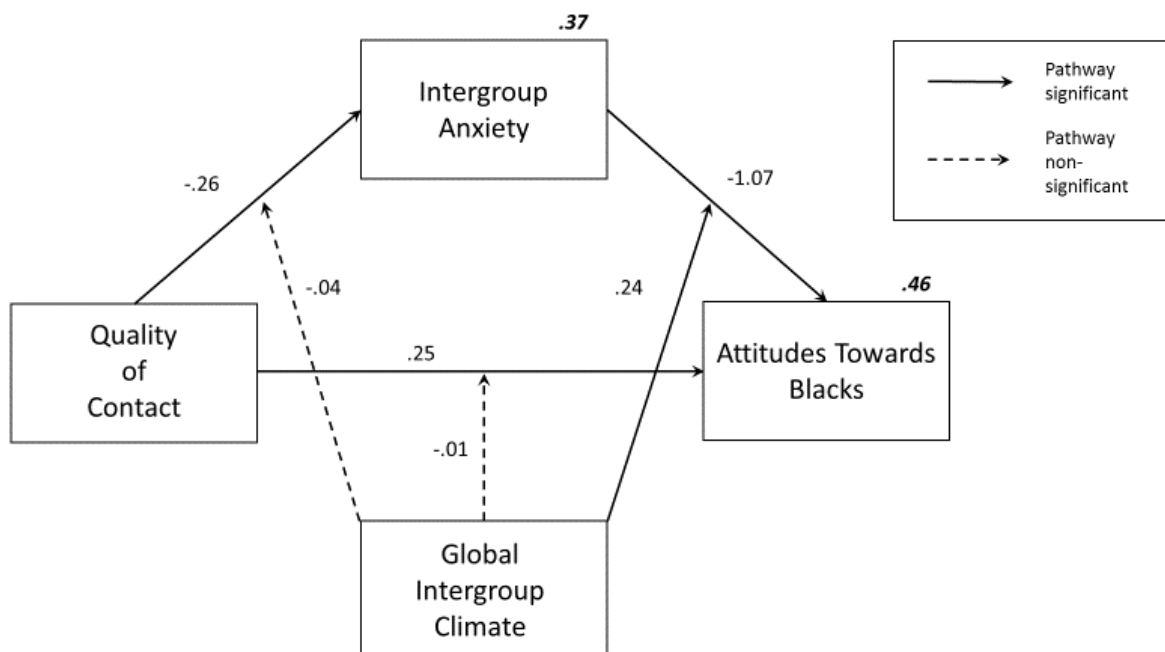 .37
Intergroup
Anxiety
Pathway
significant
Pathway
non-
significant
-.26
-1.07
-.04
.24
.46
Quality
of
Contact
.25
Attitudes Towards
Blacks
-.01
Global
Intergroup
Climate